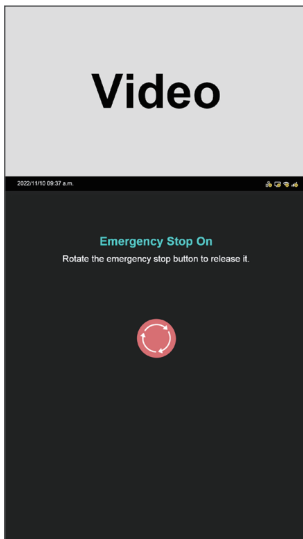 Video
2022/11/10 09:37 a.m.
Emergency Stop On
Rotate the emergency stop button to release it.